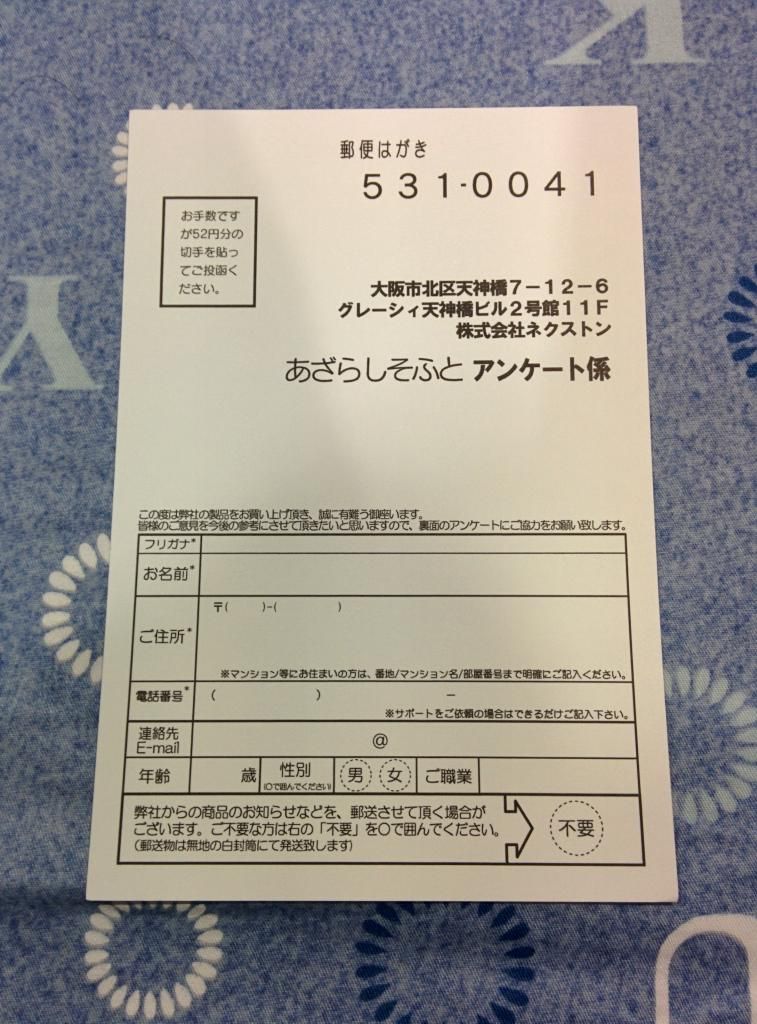 郵便はがき
531-0041
お手数です
が52円分の
切手を貼っ
てご投函く
ださい。
大阪市北区天神橋7－12－6
グレーシィ天神橋ビル2号館11F
株式会社ネクストン
あざらしそふと アンケート係
この度は弊社の製品をお買い上げ頂き、誠に有難う御座います。
皆様のご意見を今後の参考にさせて頂きたいと思いますので、裏面のアンケートにご協力をお願い致します。
フリガナ*
お名前*
ご住所*
〒( )-( )
※マンション等にお住まいの方は、番地/マンション名/部屋番号まで明確にご記入ください。
電話番号*
( ) －
※サポートをご依頼の場合はできるだけご記入下さい。
連絡先
E-mail
@
年齢 歳 性別 男 女 ご職業
(○で囲んでください)
弊社からの商品のお知らせなどを、郵送させて頂く場合が
ございます。ご不要な方は右の「不要」を○で囲んでください。
(郵送物は無地の白封筒にて発送致します)
不要
K
Y
U